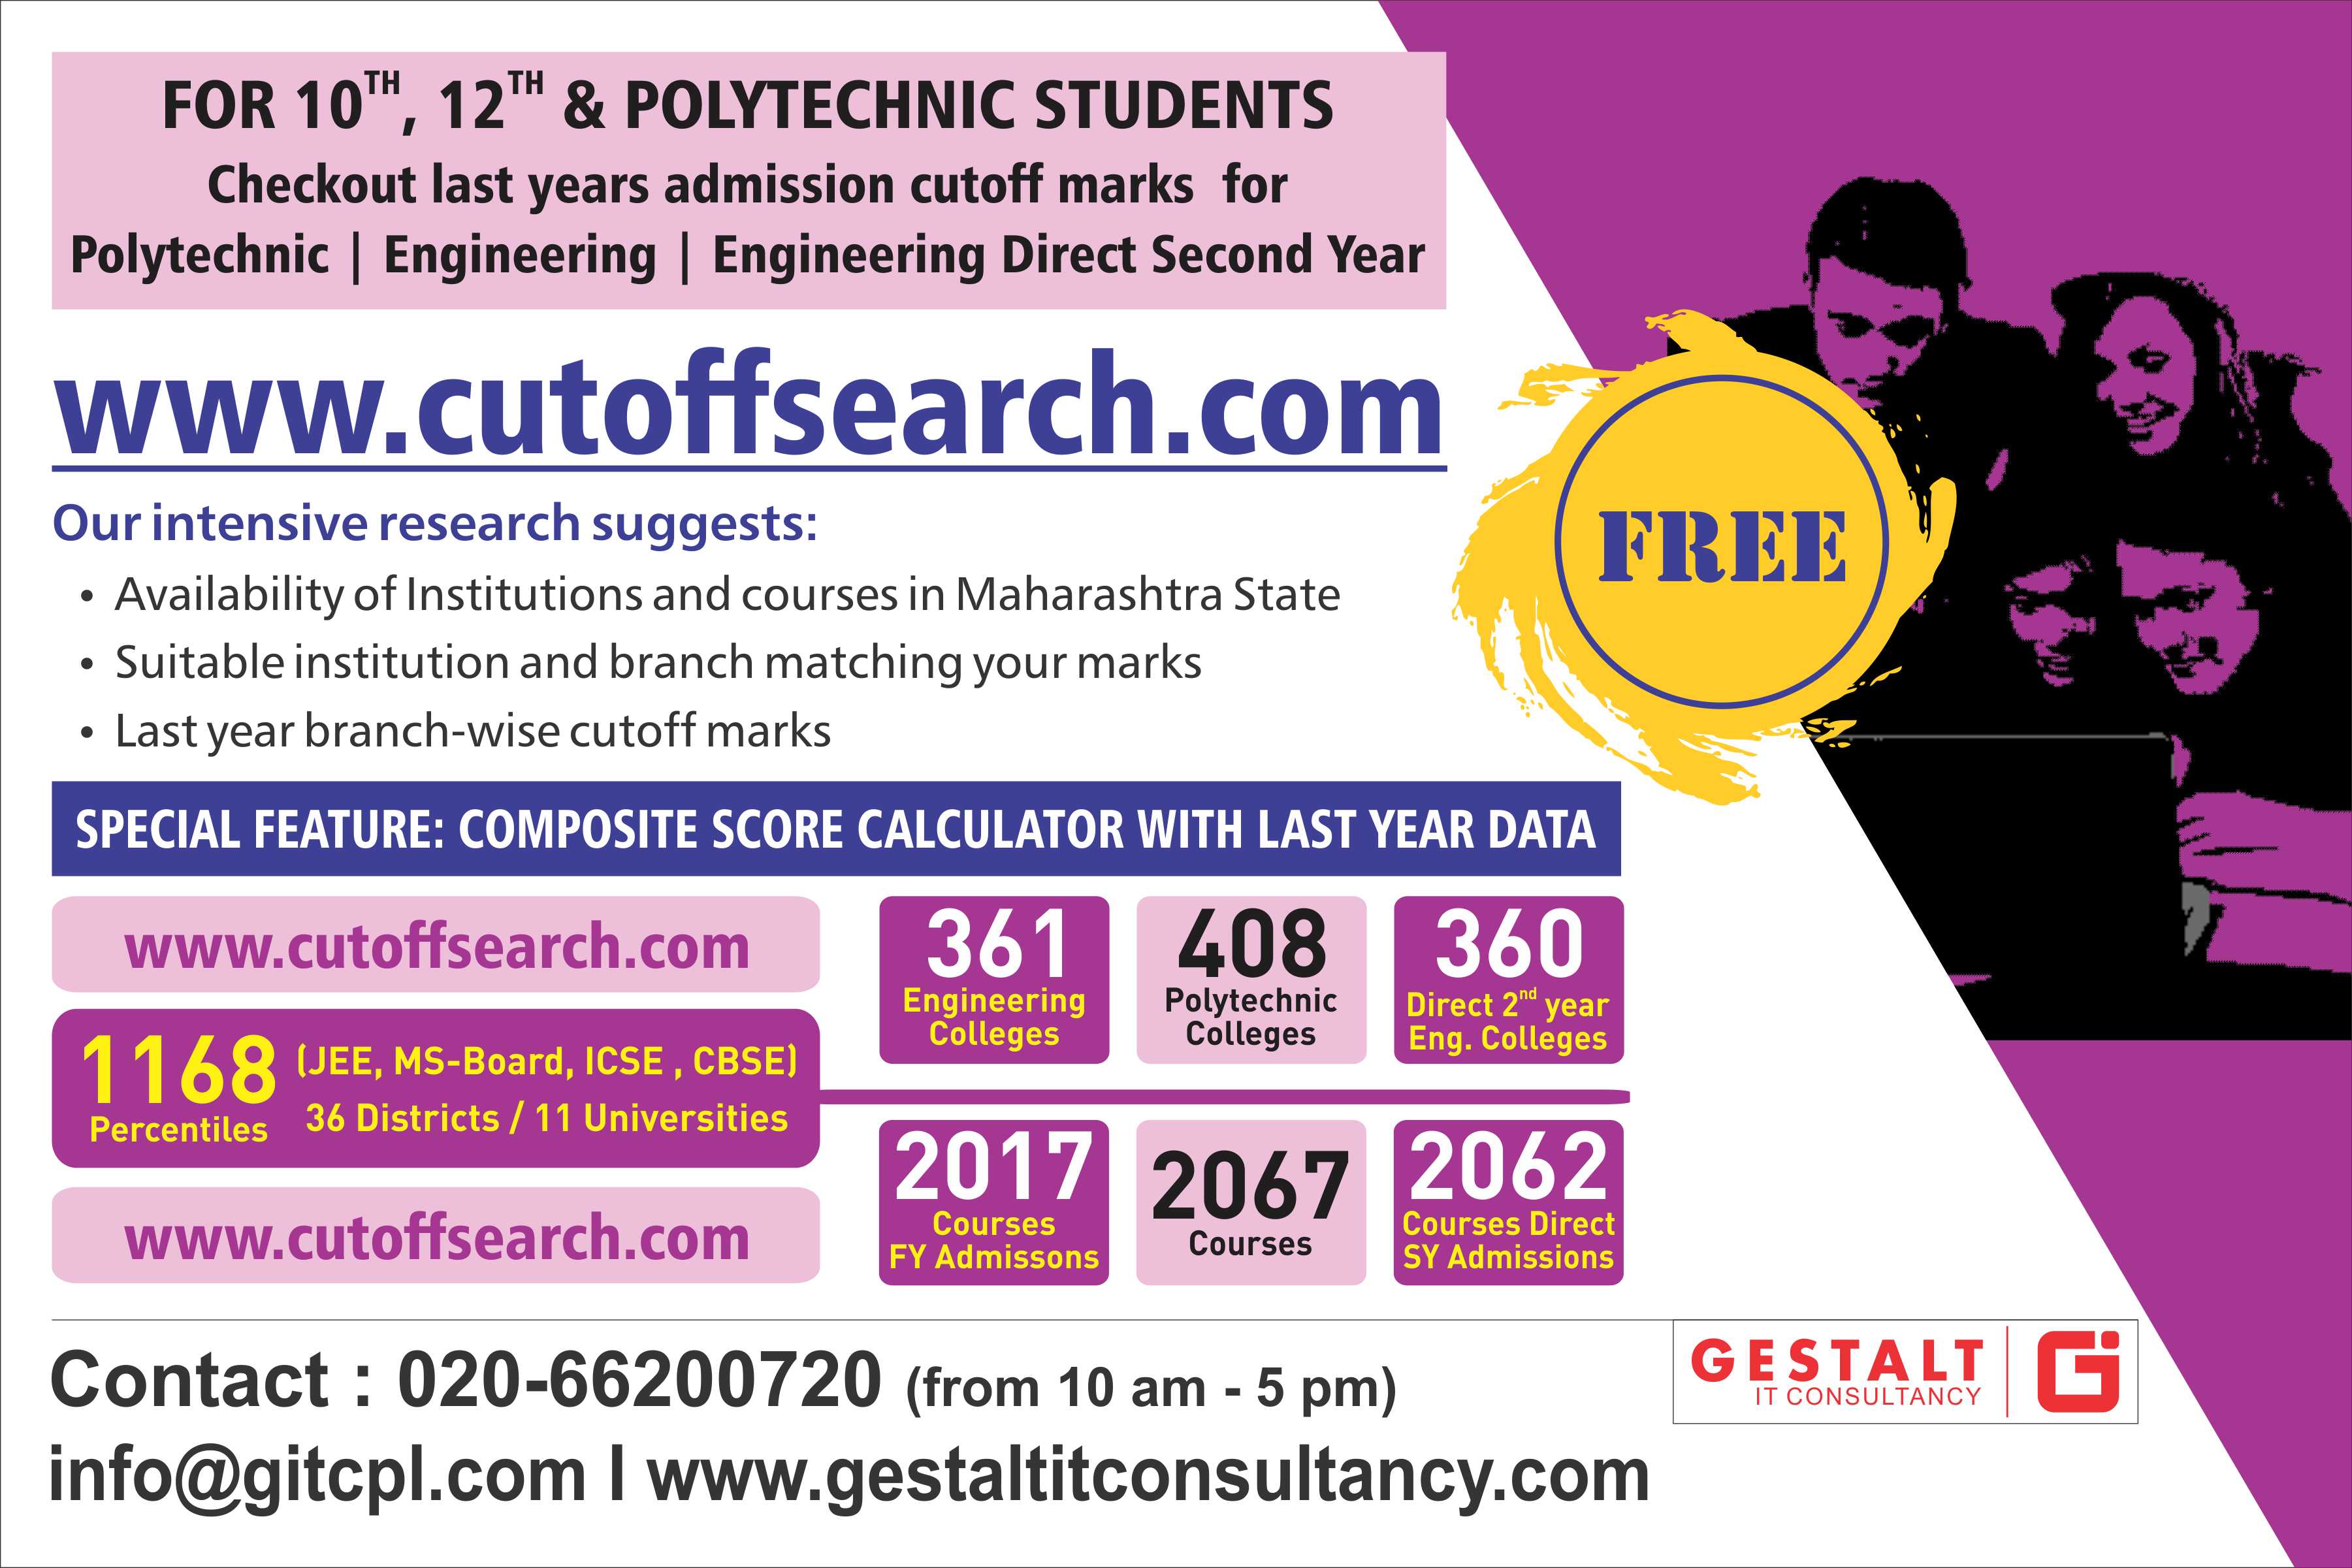 FOR 10TH, 12TH & POLYTECHNIC STUDENTS
Checkout last years admission cutoff marks for
Polytechnic | Engineering | Engineering Direct Second Year
www.cutoffsearch.com
Our intensive research suggests:
• Availability of Institutions and courses in Maharashtra State
• Suitable institution and branch matching your marks
• Last year branch-wise cutoff marks
FREE
SPECIAL FEATURE: COMPOSITE SCORE CALCULATOR WITH LAST YEAR DATA
www.cutoffsearch.com
1168
Percentiles
(JEE, MS-Board, ICSE , CBSE)
36 Districts / 11 Universities
www.cutoffsearch.com
361
Engineering
Colleges
408
Polytechnic
Colleges
360
Direct 2nd year
Eng. Colleges
2017
Courses
FY Admissons
2067
Courses
2062
Courses Direct
SY Admissions
Contact : 020-66200720 (from 10 am - 5 pm)
info@gitcpl.com I www.gestaltitconsultancy.com
GESTALT
IT CONSULTANCY